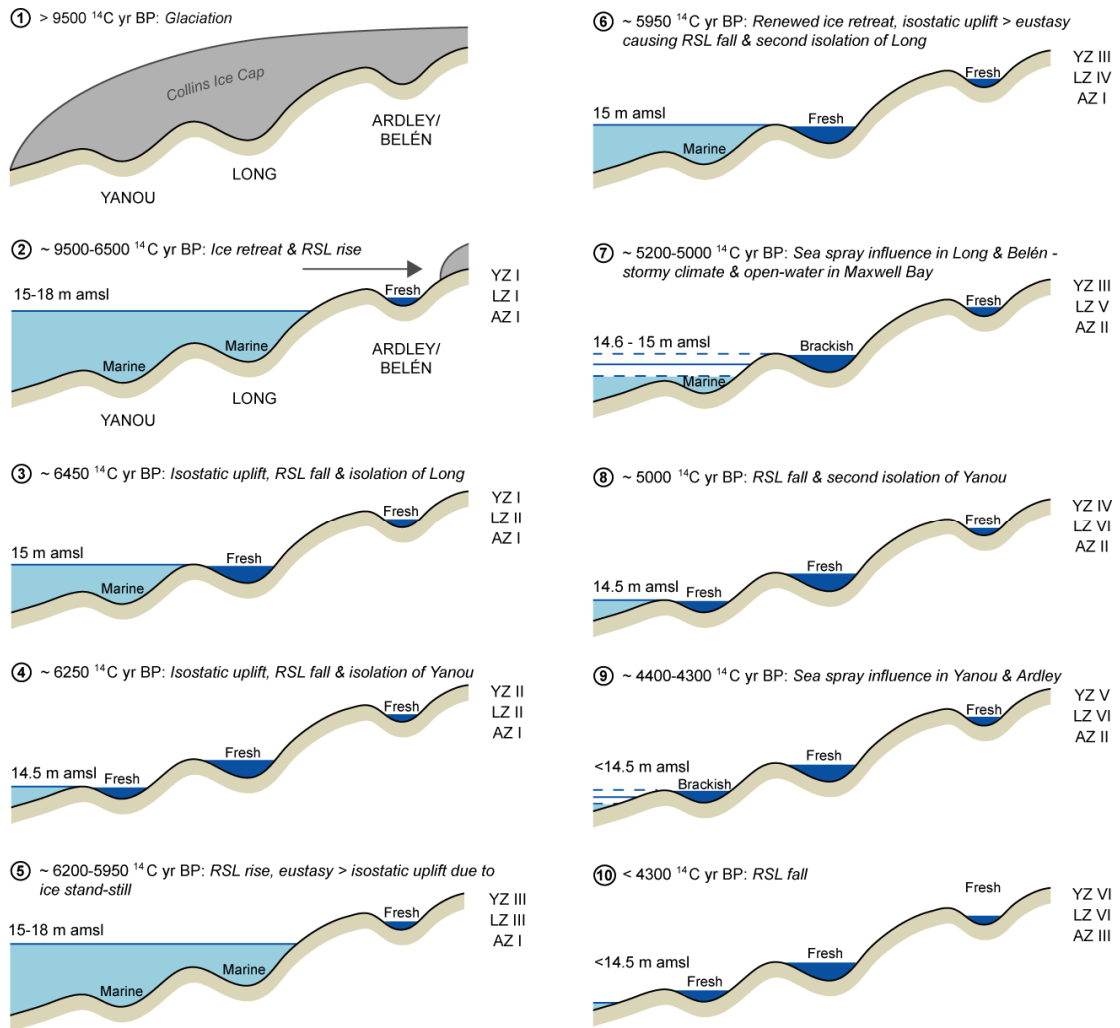 ① > 9500 ¹⁴C yr BP: Glaciation
Collins Ice Cap
ARDLEY/
BELÉN
LONG
YANOU
② ~ 9500-6500 ¹⁴C yr BP: Ice retreat & RSL rise
YZ I
LZ I
AZ I
15-18 m amsl
Fresh
Marine
Marine
ARDLEY/
BELÉN
LONG
YANOU
③ ~ 6450 ¹⁴C yr BP: Isostatic uplift, RSL fall & isolation of Long
YZ I
LZ II
AZ I
Fresh
15 m amsl
Fresh
Marine
④ ~ 6250 ¹⁴C yr BP: Isostatic uplift, RSL fall & isolation of Yanou
YZ II
LZ II
AZ I
Fresh
Fresh
14.5 m amsl
Fresh
⑤ ~ 6200-5950 ¹⁴C yr BP: RSL rise, eustasy > isostatic uplift due to
ice stand-still
YZ III
LZ III
AZ I
Fresh
15-18 m amsl
Marine
Marine
⑥ ~ 5950 ¹⁴C yr BP: Renewed ice retreat, isostatic uplift > eustasy
causing RSL fall & second isolation of Long
YZ III
LZ IV
AZ I
Fresh
15 m amsl
Fresh
Marine
⑦ ~ 5200-5000 ¹⁴C yr BP: Sea spray influence in Long & Belén -
stormy climate & open-water in Maxwell Bay
YZ III
LZ V
AZ II
Fresh
14.6 - 15 m amsl
Brackish
Marine
⑧ ~ 5000 ¹⁴C yr BP: RSL fall & second isolation of Yanou
YZ IV
LZ VI
AZ II
Fresh
Fresh
14.5 m amsl
Fresh
⑨ ~ 4400-4300 ¹⁴C yr BP: Sea spray influence in Yanou & Ardley
YZ V
LZ VI
AZ II
Fresh
Fresh
<14.5 m amsl
Brackish
⑩ < 4300 ¹⁴C yr BP: RSL fall
Fresh
YZ VI
LZ VI
AZ III
Fresh
<14.5 m amsl
Fresh